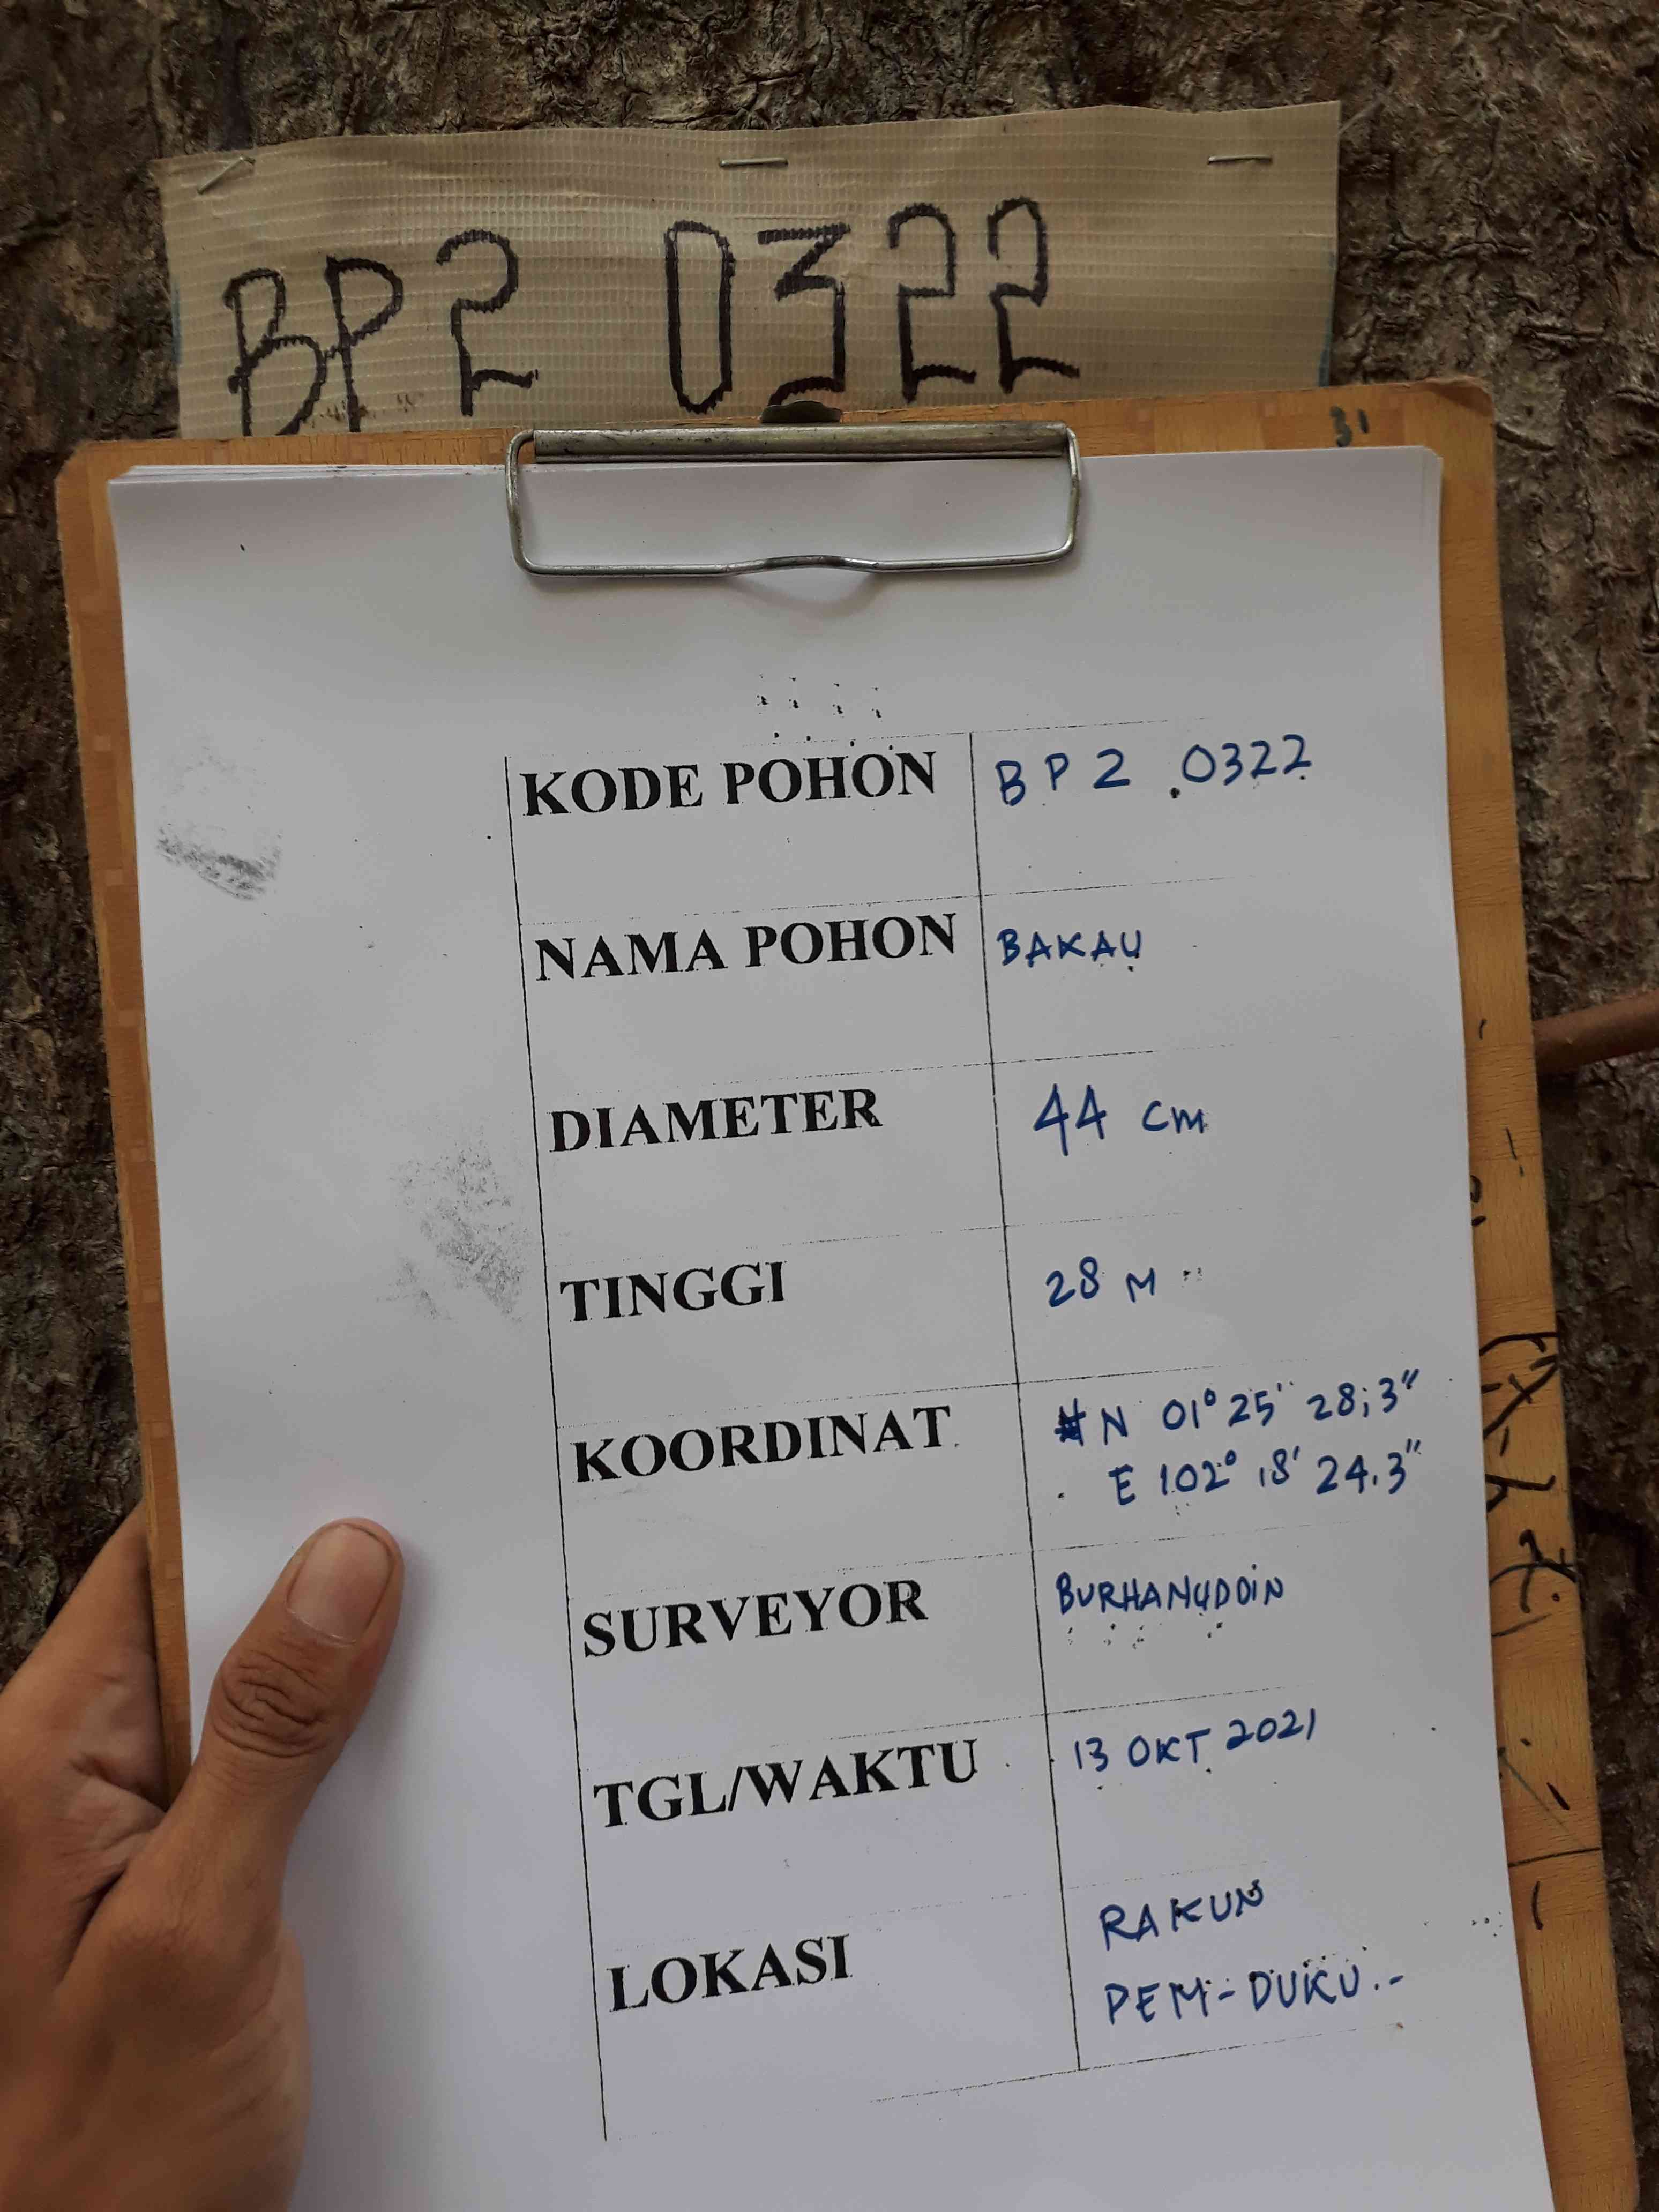 BP2 0322
31
KODE POHON BP2 0322
NAMA POHON BAKAU
DIAMETER 44 cm
TINGGI 28 M
KOORDINAT N 01° 25' 28,3"
E 102° 18' 24.3"
SURVEYOR BURHANUDDIN
TGL/WAKTU 13 OKT 2021
LOKASI RAKUN
PEM-DUKU.-